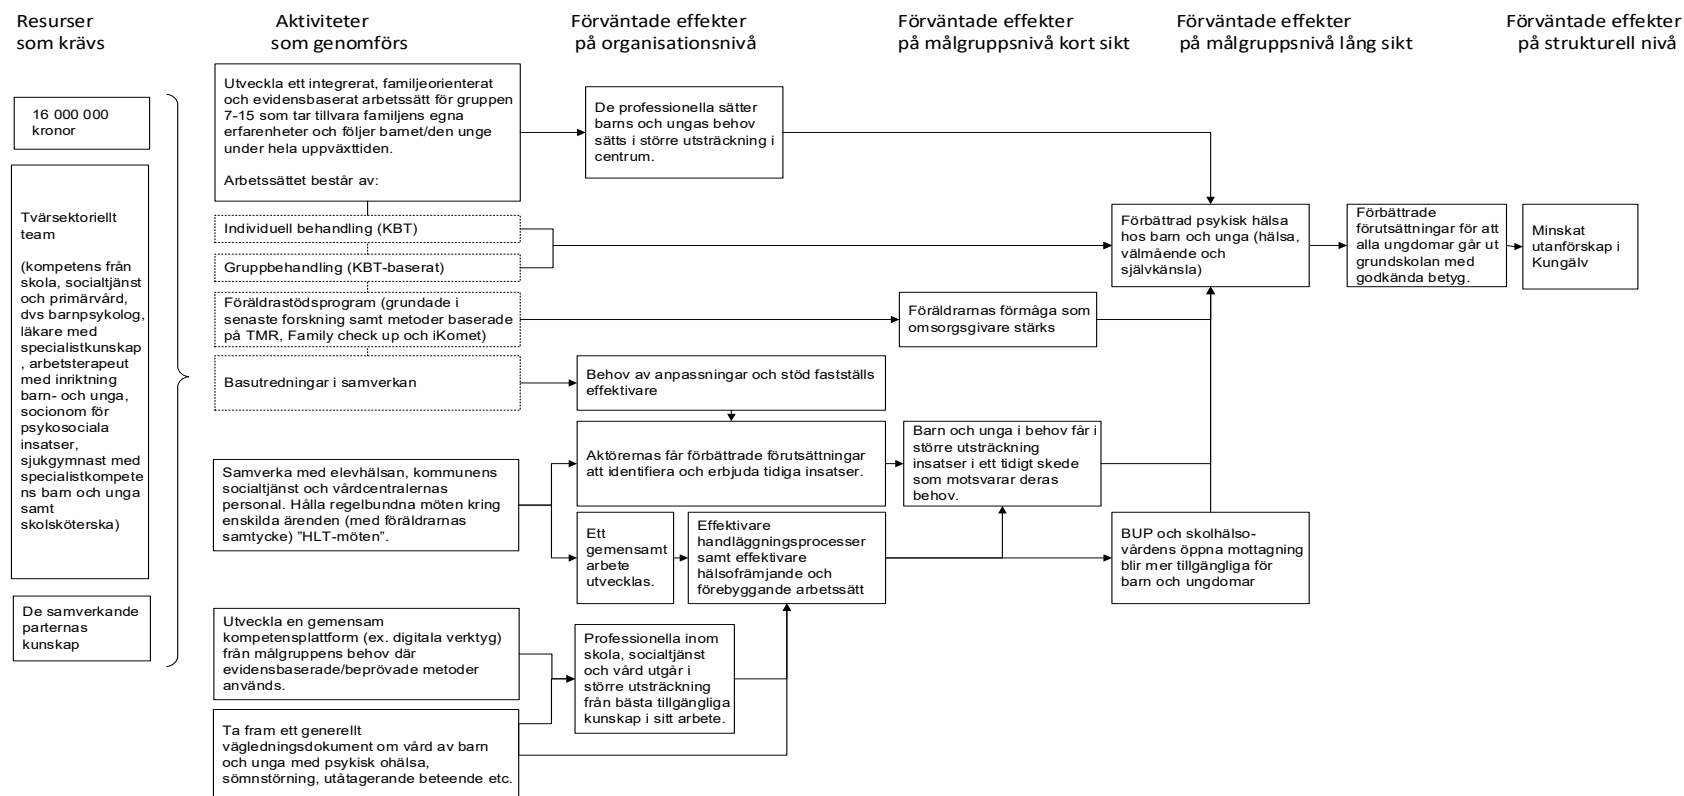 Resurser
som krävs
Aktiviteter
som genomförs
Förväntade effekter
på organisationsnivå
Förväntade effekter
på målgruppsnivå kort sikt
Förväntade effekter
på målgruppsnivå lång sikt
Förväntade effekter
på strukturell nivå
16 000 000
kronor
Tvärsektoriellt
team
(kompetens från
skola, socialtjänst
och primärvård,
dvs barnpsykolog,
läkare med
specialistkunskap
, arbetsterapeut
med inriktning
barn- och unga,
socionom för
psykosociala
insatser,
sjukgymnast med
specialistkompete
ns barn och unga
samt
skolsköterska)
De samverkande
parternas
kunskap
Utveckla ett integrerat, familjeorienterat
och evidensbaserat arbetssätt för gruppen
7-15 som tar tillvara familjens egna
erfarenheter och följer barnet/den unge
under hela uppväxttiden.
Arbetssättet består av:
Individuell behandling (KBT)
Gruppbehandling (KBT-baserat)
Föräldrastödsprogram (grundade i
senaste forskning samt metoder baserade
på TMR, Family check up och iKomet)
Basutredningar i samverkan
Samverka med elevhälsan, kommunens
socialtjänst och vårdcentralernas
personal. Hålla regelbundna möten kring
enskilda ärenden (med föräldrarnas
samtycke) ”HLT-möten”.
Utveckla en gemensam
kompetensplattform (ex. digitala verktyg)
från målgruppens behov där
evidensbaserade/beprövade metoder
används.
Ta fram ett generellt
vägledningsdokument om vård av barn
och unga med psykisk ohälsa,
sömnstörning, utåtagerande beteende etc.
De professionella sätter
barns och ungas behov
sätts i större utsträckning i
centrum.
Behov av anpassningar och stöd fastställs
effektivare
Aktörernas får förbättrade förutsättningar
att identifiera och erbjuda tidiga insatser.
Ett
gemensamt
arbete
utvecklas.
Effektivare
handläggningsprocesser
samt effektivare
hälsofrämjande och
förebyggande arbetssätt
Professionella inom
skola, socialtjänst
och vård utgår i
större utsträckning
från bästa tillgängliga
kunskap i sitt arbete.
Föräldrarnas förmåga som
omsorgsgivare stärks
Barn och unga i behov får i
större utsträckning
insatser i ett tidigt skede
som motsvarar deras
behov.
Förbättrad psykisk hälsa
hos barn och unga (hälsa,
välmående och
självkänsla)
BUP och skolhälso-
vårdens öppna mottagning
blir mer tillgängliga för
barn och ungdomar
Förbättrade
förutsättningar för att
alla ungdomar går ut
grundskolan med
godkända betyg.
Minskat
utanförskap i
Kungälv